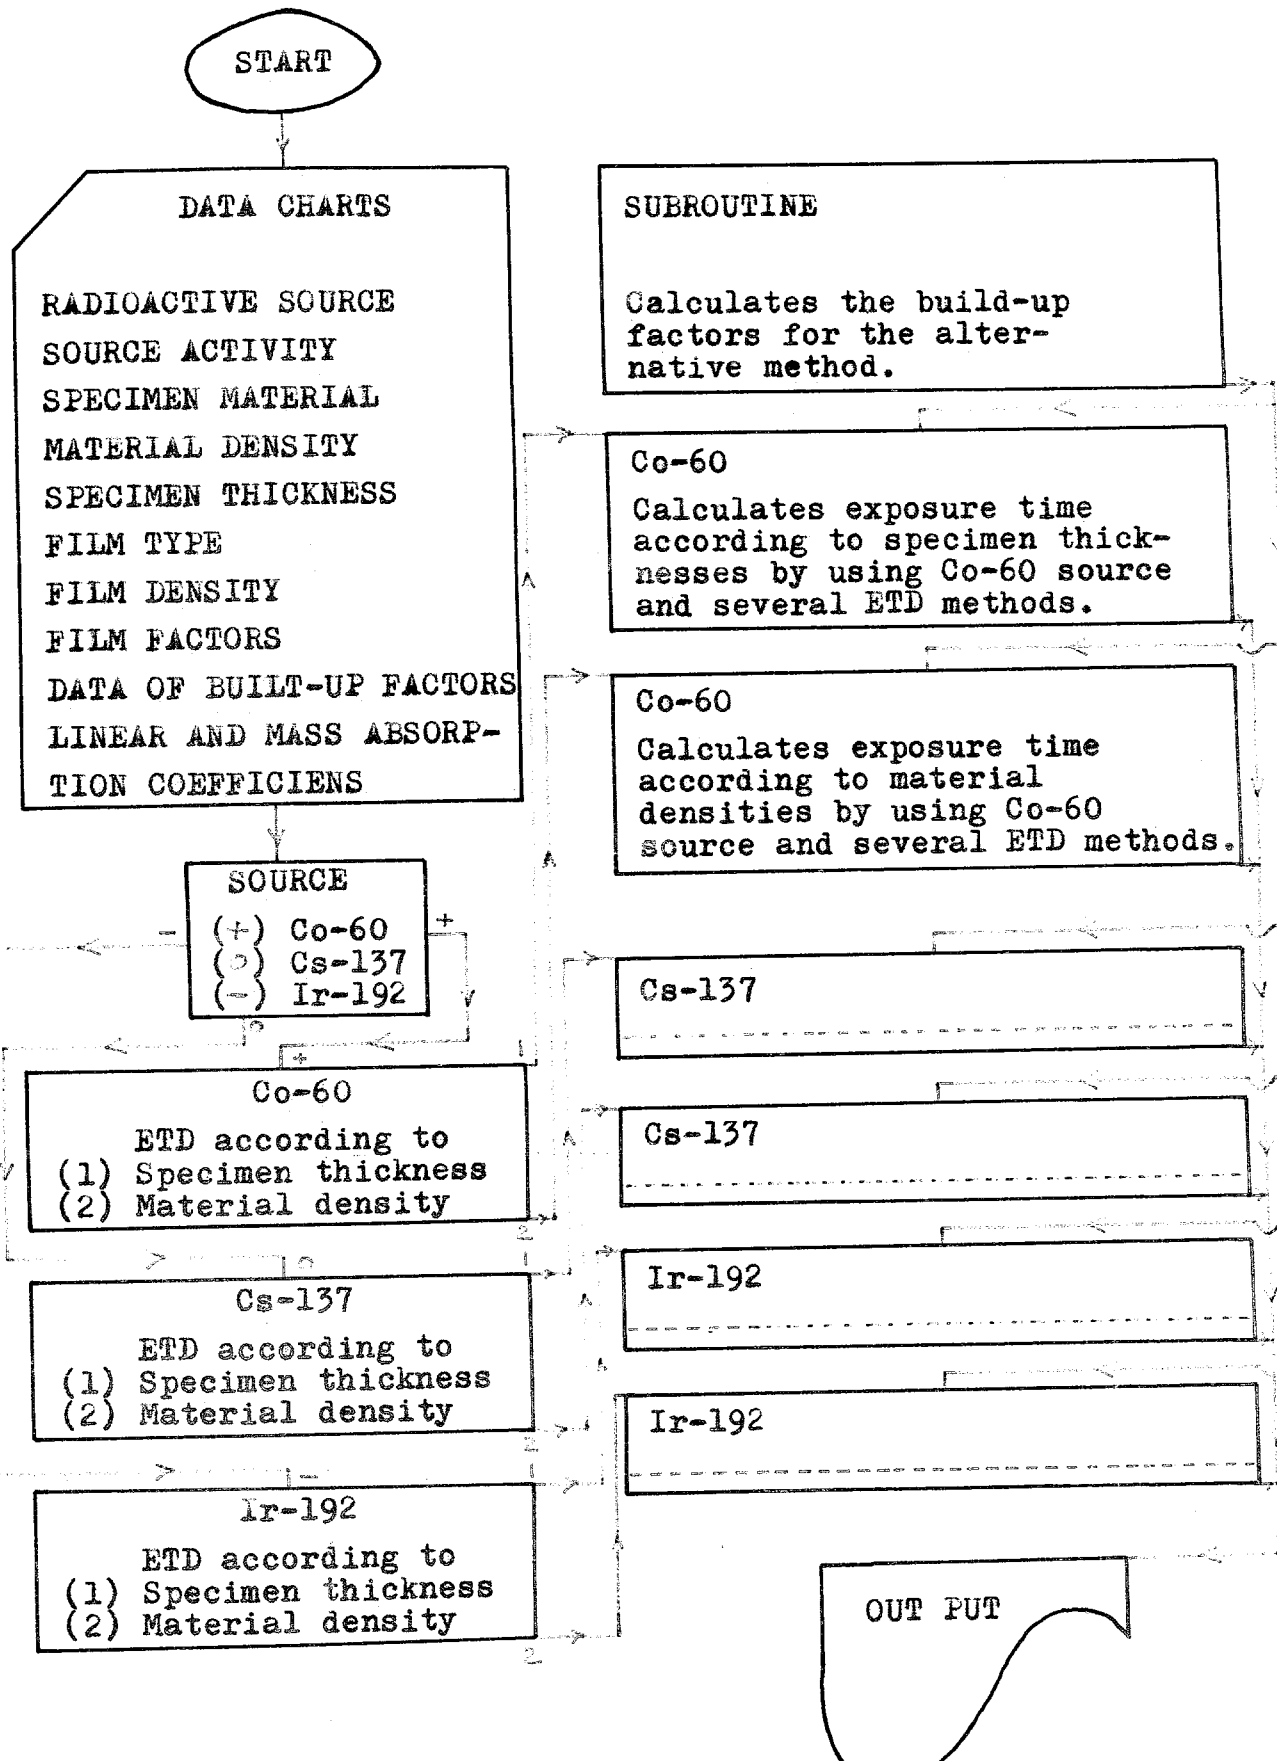 START
DATA CHARTS
RADIOACTIVE SOURCE
SOURCE ACTIVITY
SPECIMEN MATERIAL
MATERIAL DENSITY
SPECIMEN THICKNESS
FILM TYPE
FILM DENSITY
FILM FACTORS
DATA OF BUILT-UP FACTORS
LINEAR AND MASS ABSORP-
TION COEFFICIENS
SOURCE
(+) Co-60
(o) Cs-137
(-) Ir-192
-
+
o
+
1
Co-60
ETD according to
(1) Specimen thickness
(2) Material density
2
o
1
Cs-137
ETD according to
(1) Specimen thickness
(2) Material density
2
-
1
Ir-192
ETD according to
(1) Specimen thickness
(2) Material density
2
SUBROUTINE
Calculates the build-up
factors for the alter-
native method.
Co-60
Calculates exposure time
according to specimen thick-
nesses by using Co-60 source
and several ETD methods.
Co-60
Calculates exposure time
according to material
densities by using Co-60
source and several ETD methods.
Cs-137
Cs-137
Ir-192
Ir-192
OUT PUT